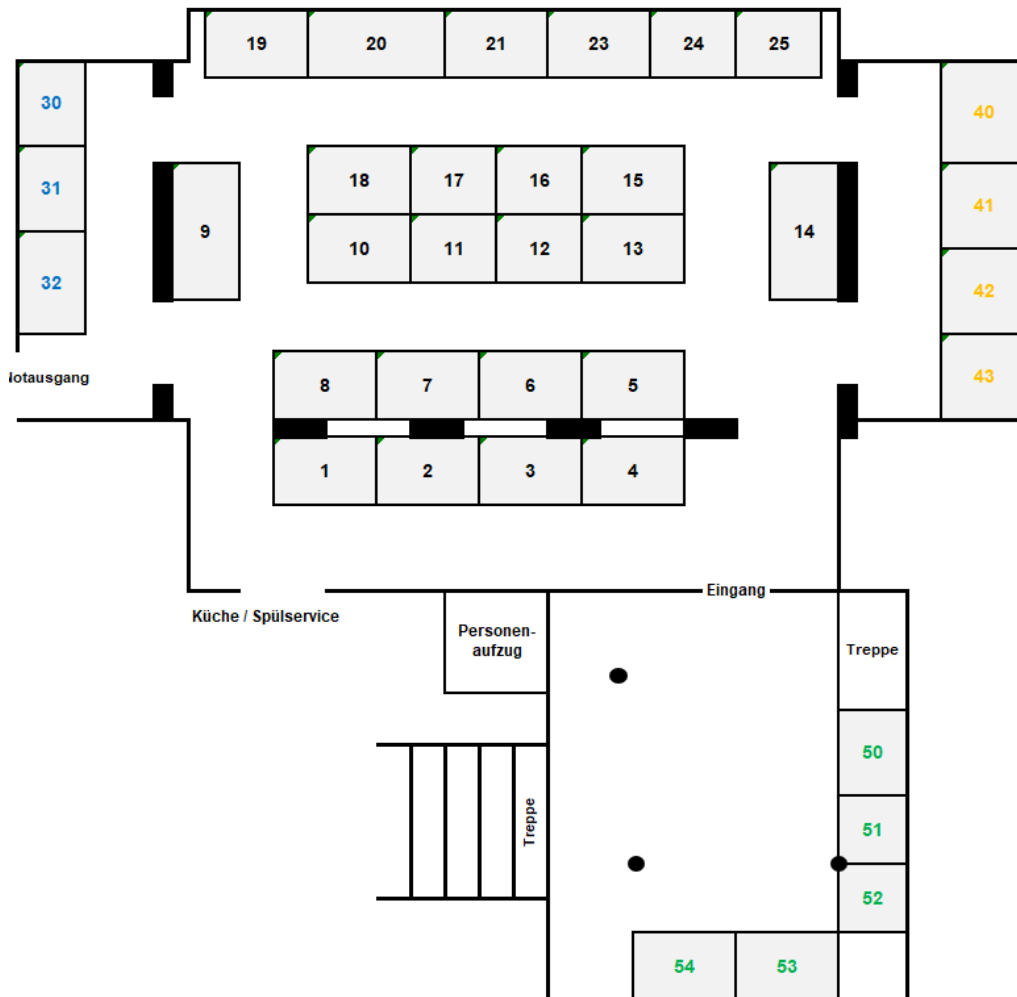 19 20 21 23 24 25
30
40
31
18 17 16 15
41
9
14
10 11 12 13
32
42
Notausgang
8 7 6 5
43
1 2 3 4
Eingang
Küche / Spülservice
Personen-
aufzug
Treppe
50
Treppe
51
52
54 53